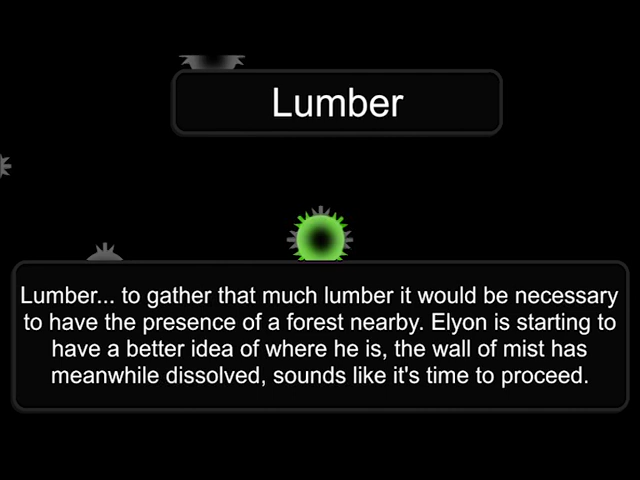 Lumber
Lumber... to gather that much lumber it would be necessary
to have the presence of a forest nearby. Elyon is starting to
have a better idea of where he is, the wall of mist has
meanwhile dissolved, sounds like it's time to proceed.